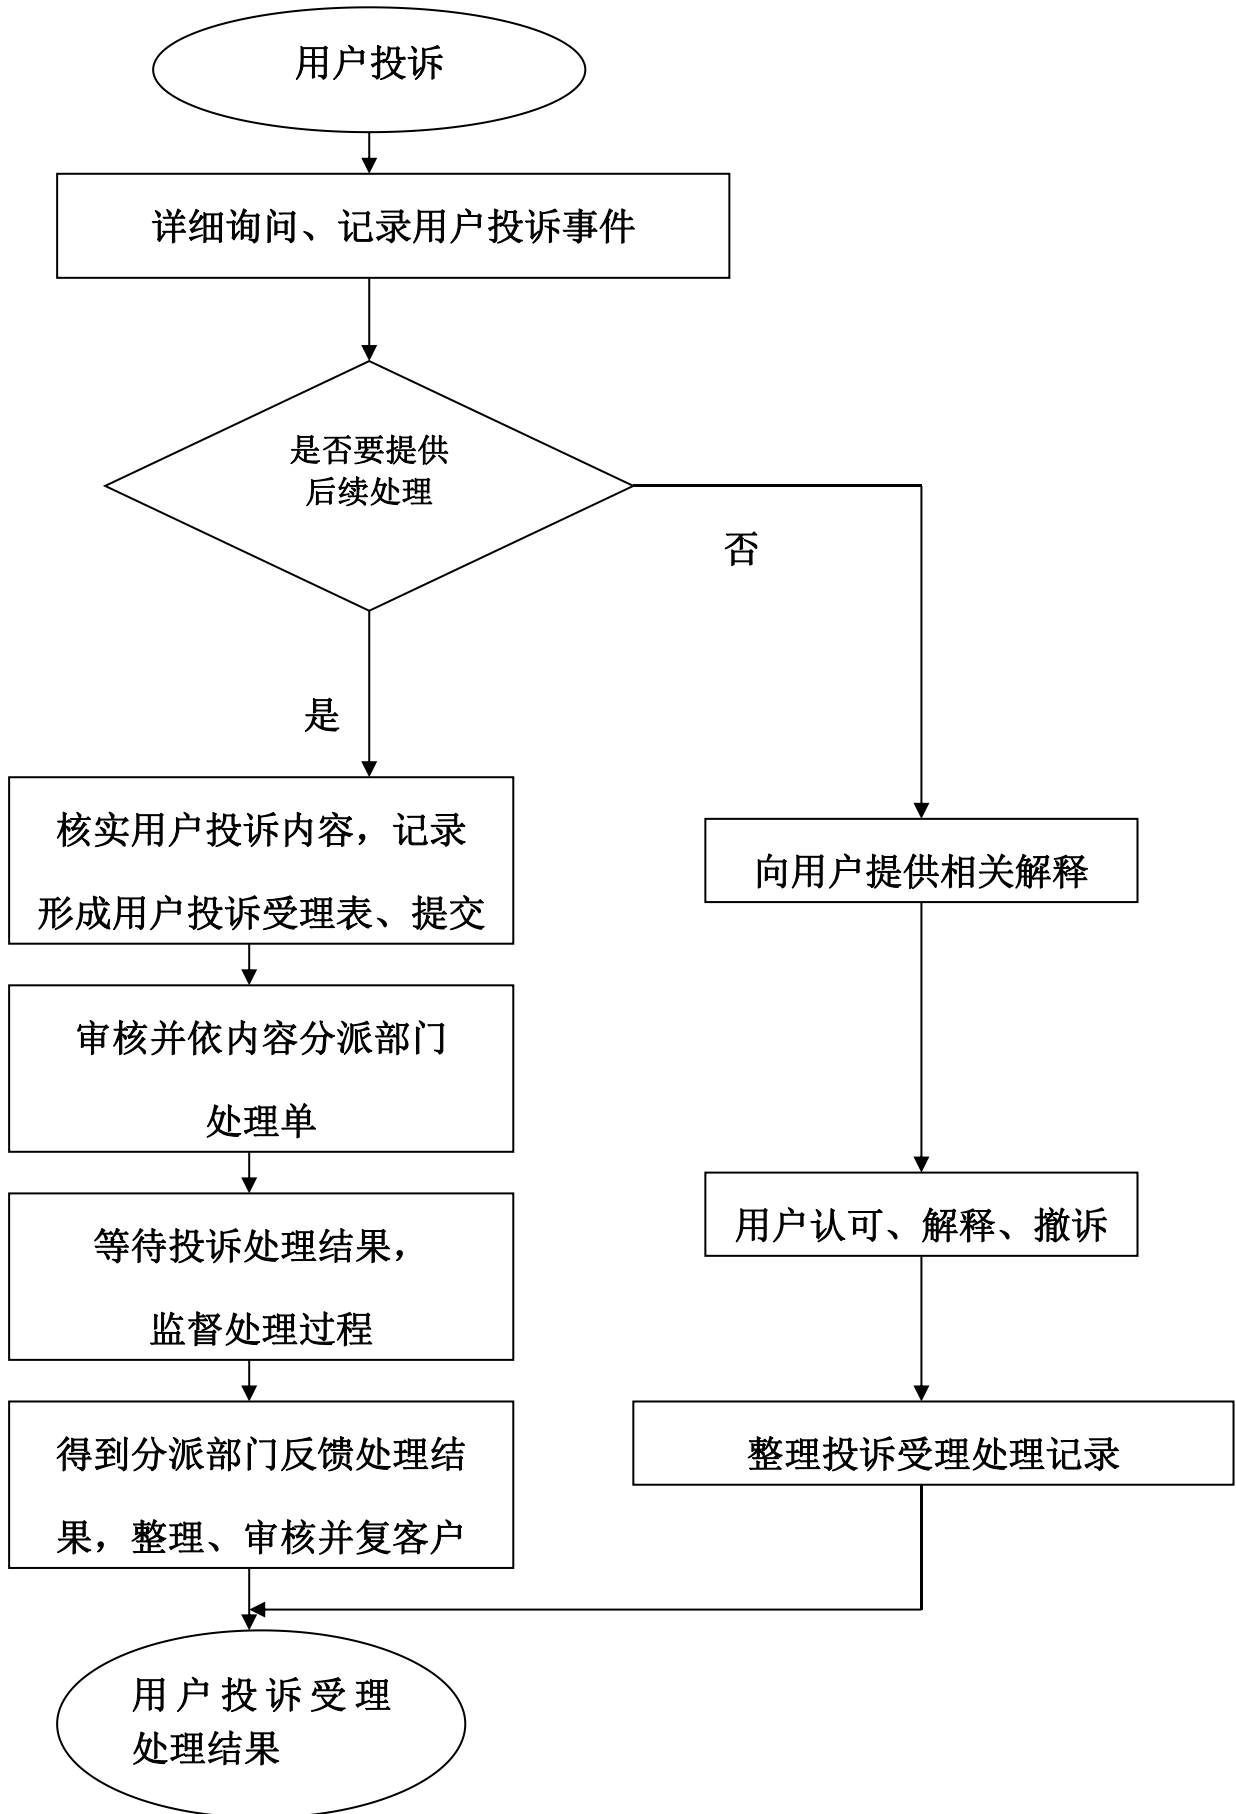 用户投诉
详细询问、记录用户投诉事件
是否要提供
后续处理
否
是
核实用户投诉内容，记录
形成用户投诉受理表、提交
向用户提供相关解释
审核并依内容分派部门
处理单
用户认可、解释、撤诉
等待投诉处理结果，
监督处理过程
得到分派部门反馈处理结
果，整理、审核并复客户
整理投诉受理处理记录
用户投诉受理
处理结果